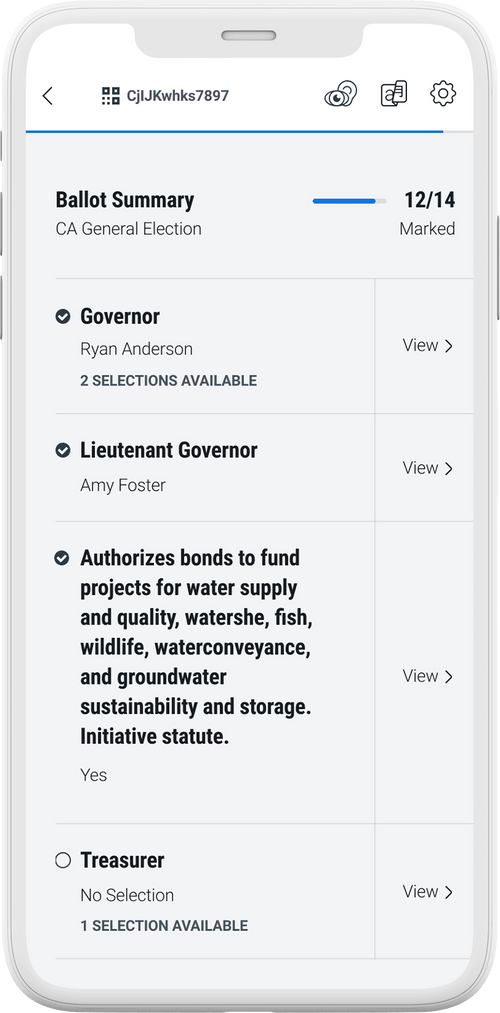 CjIJKwhks7897
Ballot Summary
12/14
CA General Election
Marked
Governor
Ryan Anderson
2 SELECTIONS AVAILABLE
View
Lieutenant Governor
Amy Foster
View
Authorizes bonds to fund
projects for water supply
and quality, watershe, fish,
wildlife, waterconveyance,
and groundwater
sustainability and storage.
Initiative statute.
Yes
View
Treasurer
No Selection
1 SELECTION AVAILABLE
View